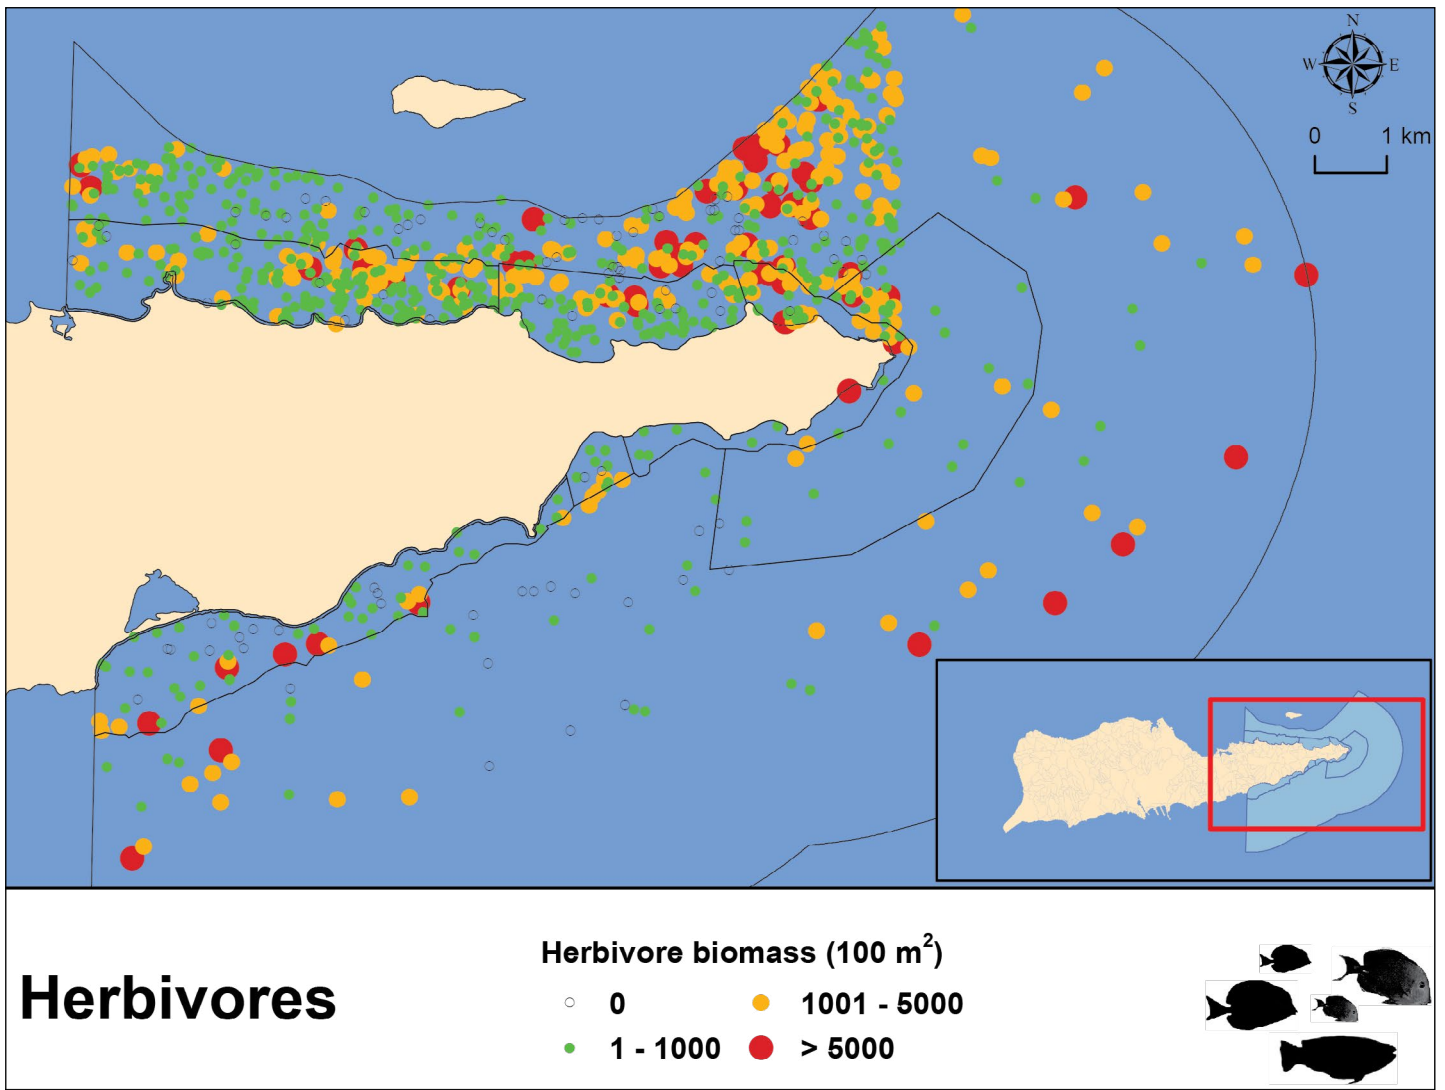 N
W E
S
0 1 km
Herbivore biomass (100 m²)
Herbivores
0 1001 - 5000
1 - 1000 > 5000